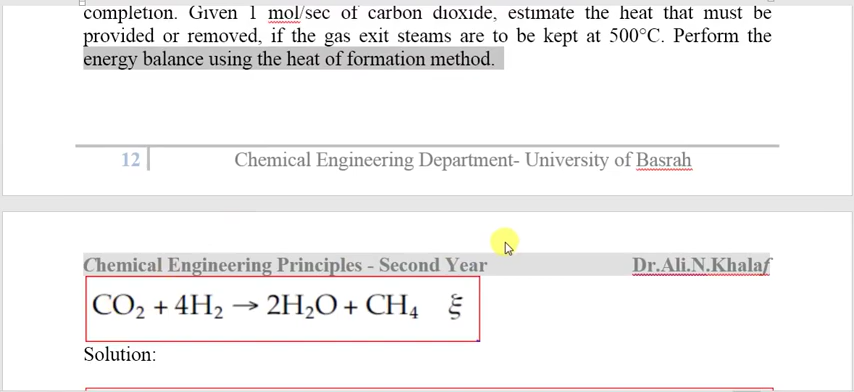 completion. Given 1 mol/sec of carbon dioxide, estimate the heat that must be
provided or removed, if the gas exit steams are to be kept at 500°C. Perform the
energy balance using the heat of formation method.
12 Chemical Engineering Department- University of Basrah
Chemical Engineering Principles - Second Year Dr.Ali.N.Khalaf
CO₂ + 4H₂ → 2H₂O + CH₄ ξ
Solution: